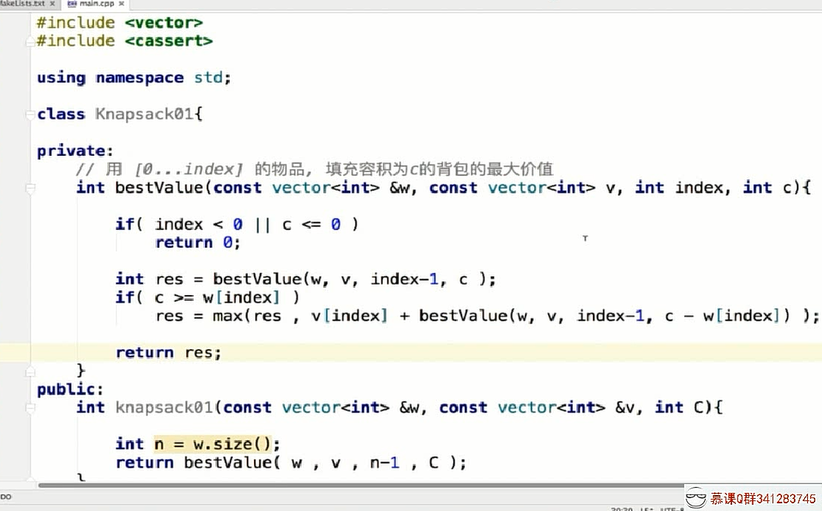 main.cpp
#include <vector>
#include <cassert>
using namespace std;
class Knapsack01{
private:
// 用 [0...index] 的物品, 填充容积为c的背包的最大价值
int bestValue(const vector<int> &w, const vector<int> v, int index, int c){
if( index < 0 || c <= 0 )
return 0;
int res = bestValue(w, v, index-1, c );
if( c >= w[index] )
res = max(res , v[index] + bestValue(w, v, index-1, c - w[index]) );
return res;
}
public:
int knapsack01(const vector<int> &w, const vector<int> &v, int C){
int n = w.size();
return bestValue( w , v , n-1 , C );
}
慕课Q群341283745